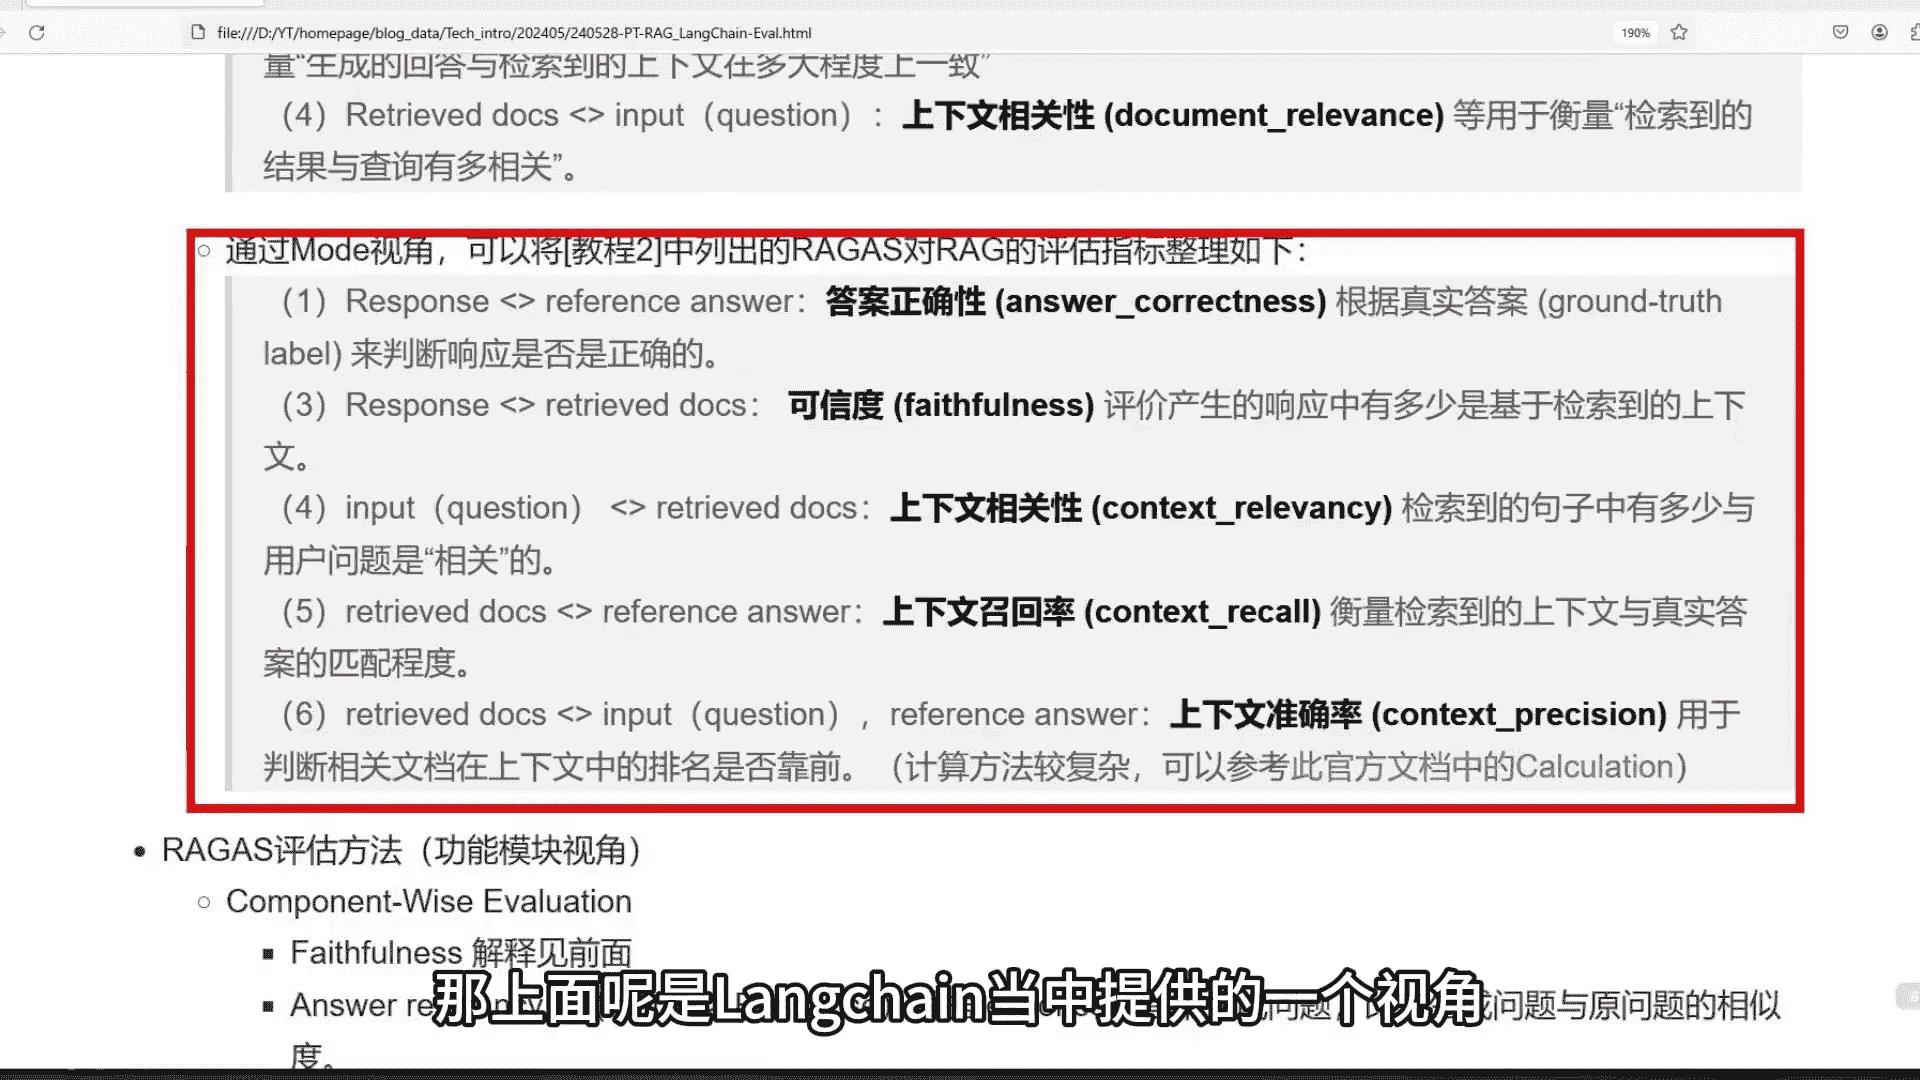 file:///D:/YT/homepage/blog_data/Tech_intro/202405/240528-PT-RAG_LangChain-Eval.html
190%
量“生成的回答与检索到的上下文在多大程度上一致”
（4）Retrieved docs <> input（question）：上下文相关性 (document_relevance) 等用于衡量“检索到的
结果与查询有多相关”。
通过Mode视角，可以将[教程2]中列出的RAGAS对RAG的评估指标整理如下：
（1）Response <> reference answer：答案正确性 (answer_correctness) 根据真实答案 (ground-truth
label) 来判断响应是否是正确的。
（3）Response <> retrieved docs： 可信度 (faithfulness) 评价产生的响应中有多少是基于检索到的上下
文。
（4）input（question） <> retrieved docs：上下文相关性 (context_relevancy) 检索到的句子中有多少与
用户问题是“相关”的。
（5）retrieved docs <> reference answer：上下文召回率 (context_recall) 衡量检索到的上下文与真实答
案的匹配程度。
（6）retrieved docs <> input（question），reference answer：上下文准确率 (context_precision) 用于
判断相关文档在上下文中的排名是否靠前。（计算方法较复杂，可以参考此官方文档中的Calculation）
RAGAS评估方法（功能模块视角）
Component-Wise Evaluation
Faithfulness 解释见前面
Answer 问题与原问题的相似
度。
那上面呢是Langchain当中提供的一个视角